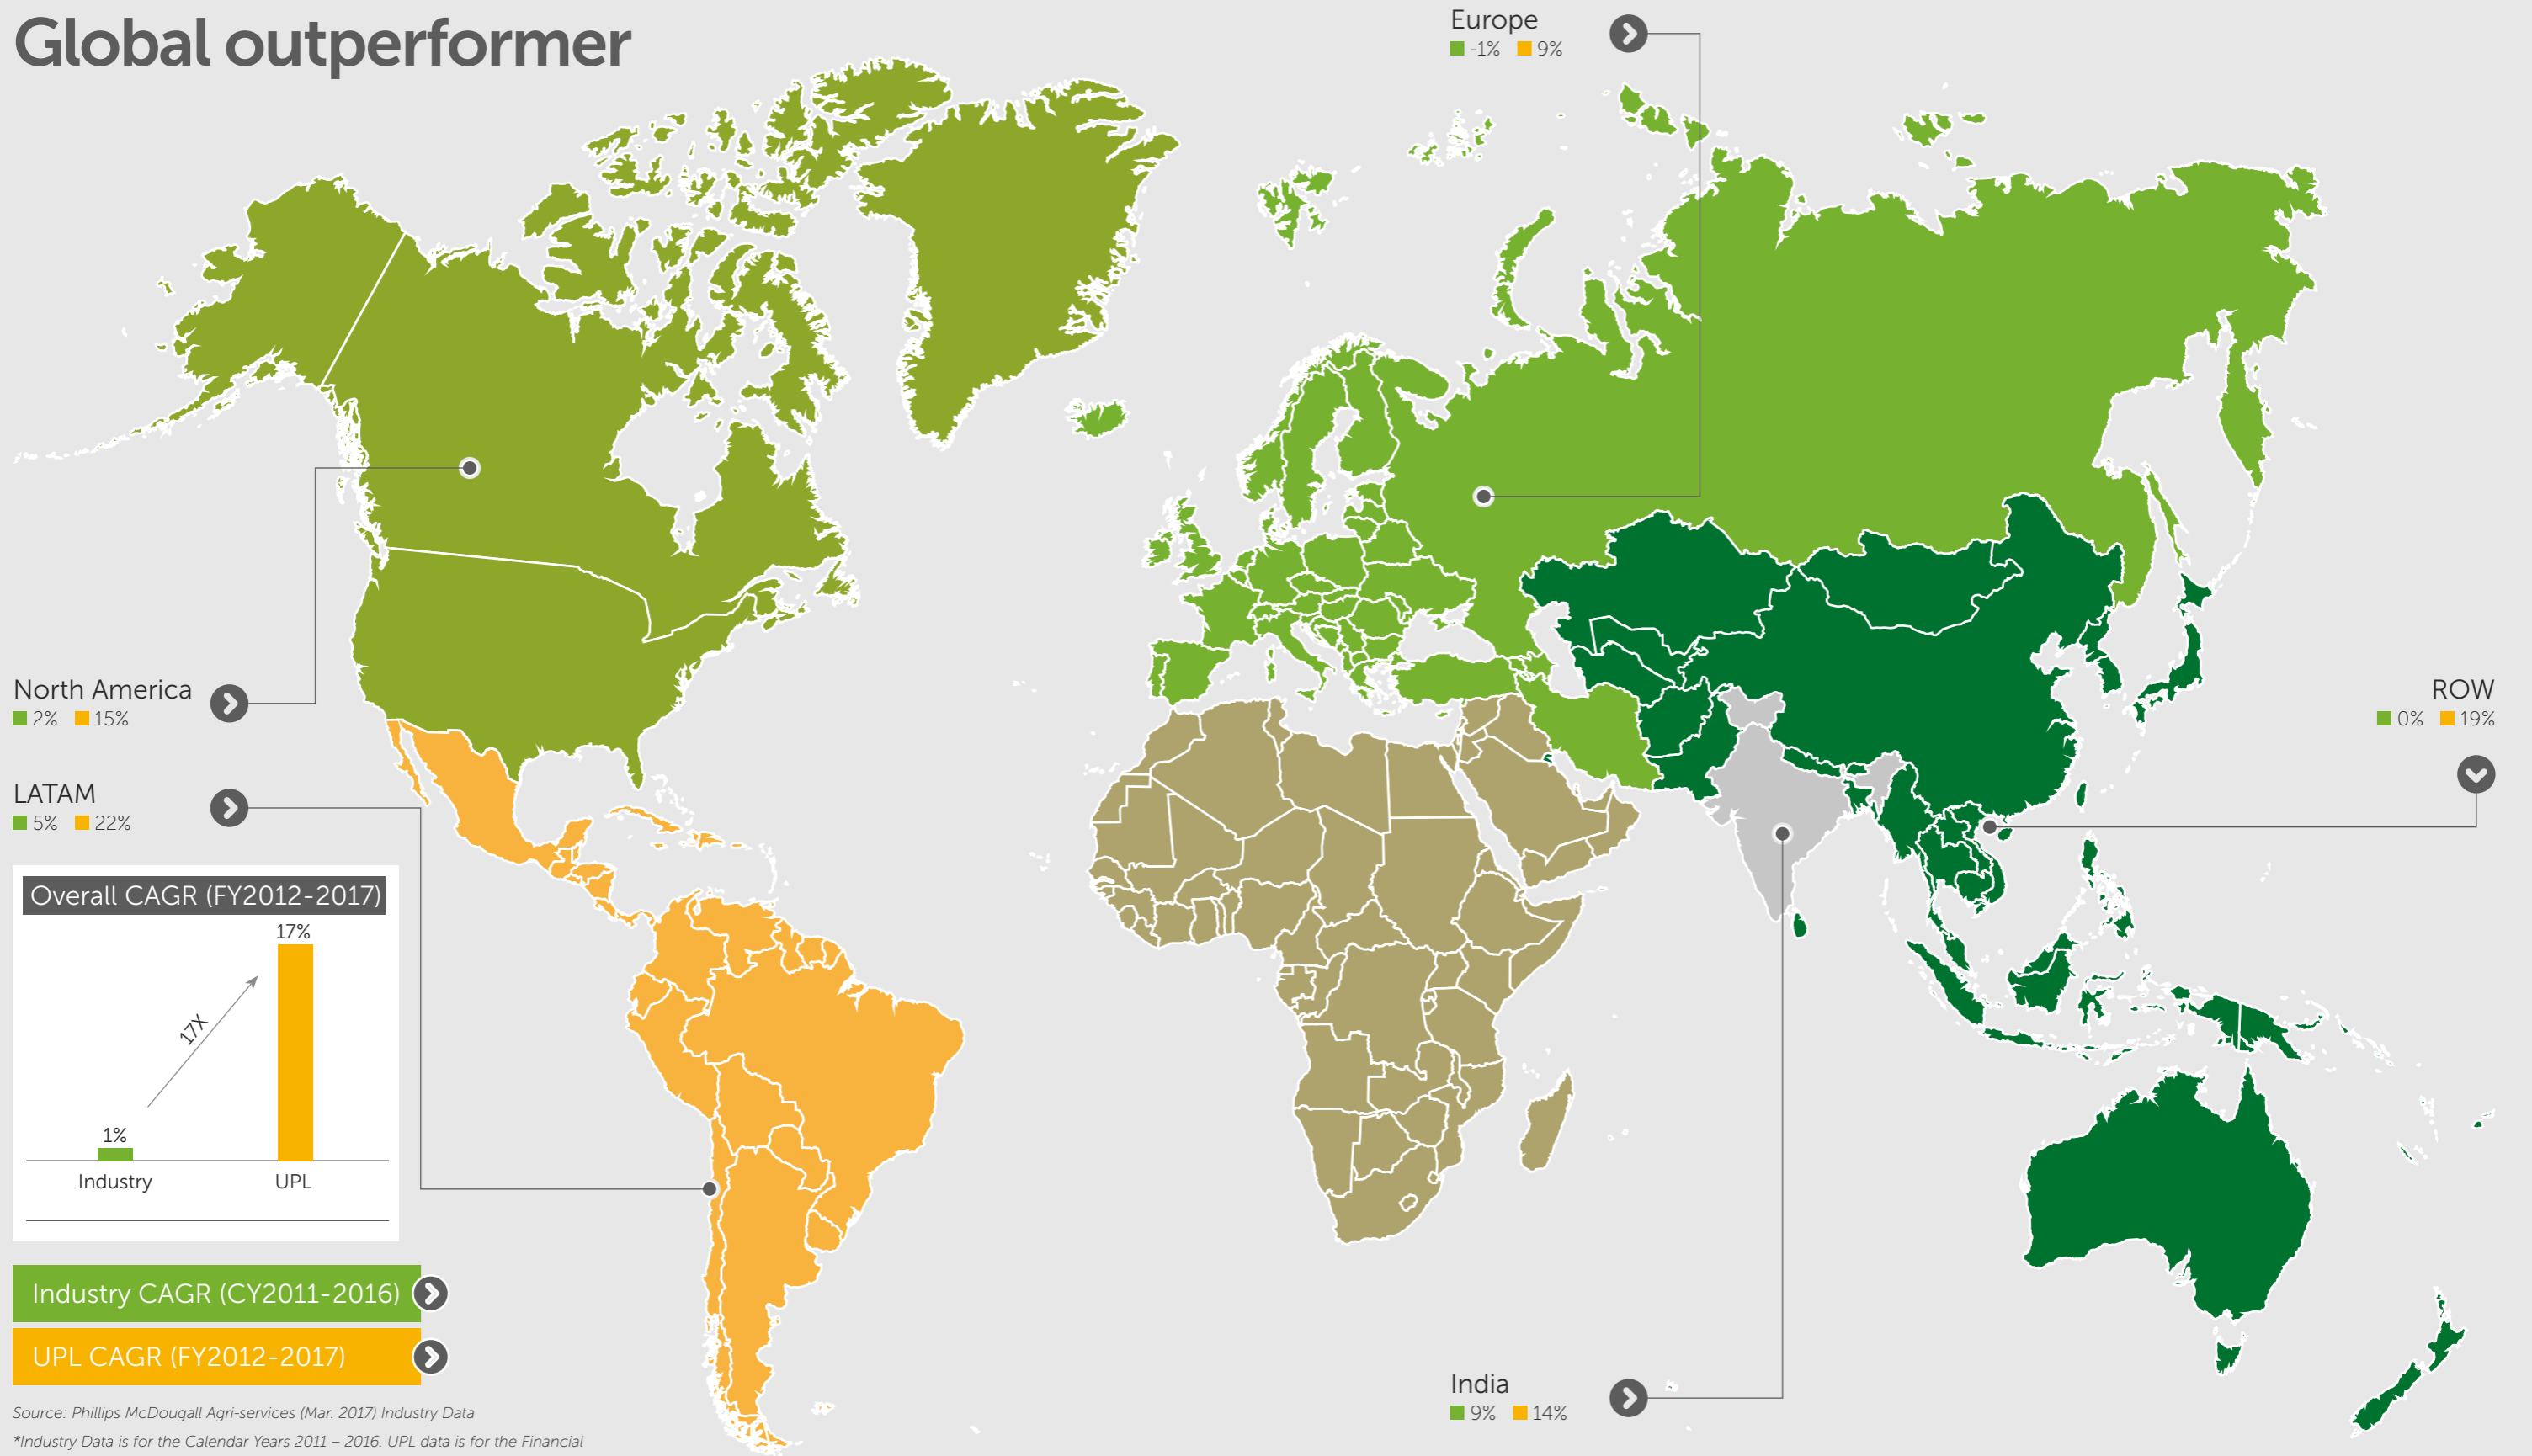 Global outperformer
Europe
-1% 9%
North America
2% 15%
ROW
0% 19%
LATAM
5% 22%
Overall CAGR (FY2012-2017)
17%
17X
1%
Industry UPL
Industry CAGR (CY2011-2016)
UPL CAGR (FY2012-2017)
India
9% 14%
Source: Phillips McDougall Agri-services (Mar. 2017) Industry Data
*Industry Data is for the Calendar Years 2011 – 2016. UPL data is for the Financial